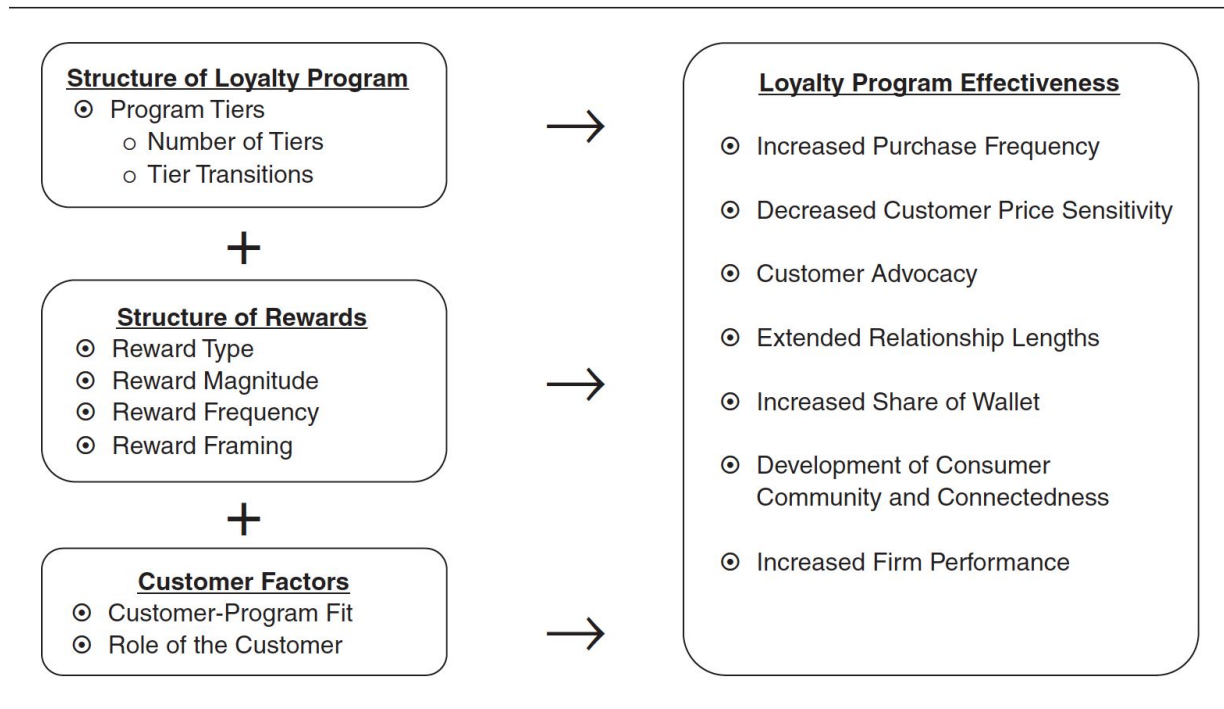 Structure of Loyalty Program
Program Tiers
Number of Tiers
Tier Transitions
+
Structure of Rewards
Reward Type
Reward Magnitude
Reward Frequency
Reward Framing
+
Customer Factors
Customer-Program Fit
Role of the Customer
Loyalty Program Effectiveness
Increased Purchase Frequency
Decreased Customer Price Sensitivity
Customer Advocacy
Extended Relationship Lengths
Increased Share of Wallet
Development of Consumer
Community and Connectedness
Increased Firm Performance